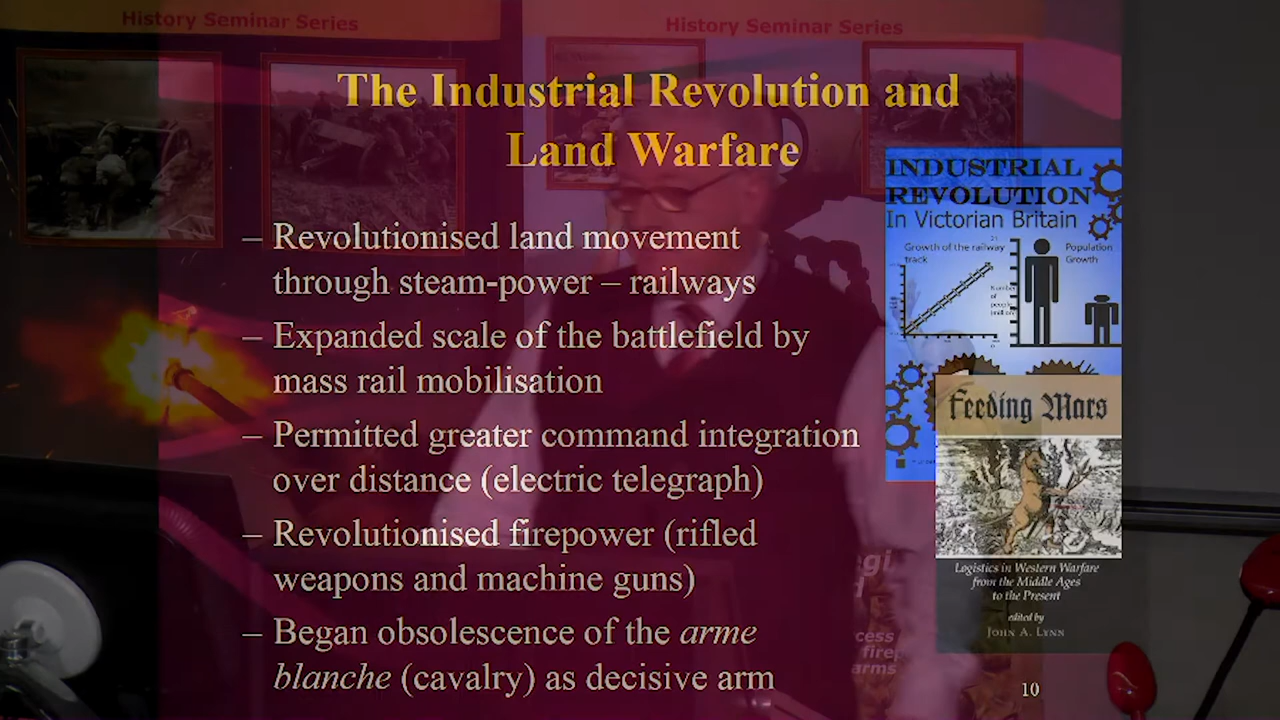 History Seminar Series
History Seminar Series
The Industrial Revolution and
Land Warfare
– Revolutionised land movement
through steam-power – railways
– Expanded scale of the battlefield by
mass rail mobilisation
– Permitted greater command integration
over distance (electric telegraph)
– Revolutionised firepower (rifled
weapons and machine guns)
– Began obsolescence of the arme
blanche (cavalry) as decisive arm
INDUSTRIAL
REVOLUTION
In Victorian Britain
Growth of the railway
track
Population
Growth
Number
of
Feeding Mars
Logistics in Western Warfare
from the Middle Ages
to the Present
edited by
JOHN A. LYNN
10